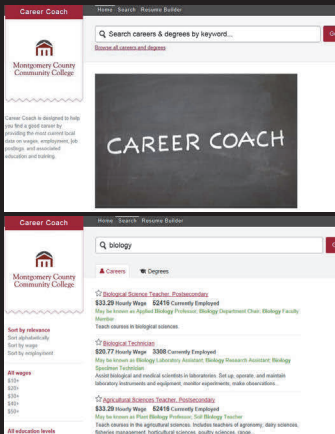 Career Coach
Home Search Resume Builder
Search careers & degrees by keyword...
Browse all careers and degrees
Montgomery County
Community College
Career Coach is designed to help
you find a good career by
providing the most current local
data on wages, employment, job
postings, and associated
education and training.
CAREER COACH
Career Coach
Home Search Resume Builder
biology
Montgomery County
Community College
Careers Degrees
Sort by relevance
Sort alphabetically
Sort by wage
Sort by employment
All wages
$10+
$20+
$30+
$40+
$50+
All education levels
Biological Science Teacher, Postsecondary
$33.29 Hourly Wage 52416 Currently Employed
May be known as Applied Biology Professor; Biology Department Chair; Biology Faculty
Member
Teach courses in biological sciences.
Biological Technician
$20.77 Hourly Wage 3308 Currently Employed
May be known as Biology Laboratory Assistant; Biology Research Assistant; Biology
Specimen Technician
Assist biological and medical scientists in laboratories. Set up, operate, and maintain
laboratory instruments and equipment, monitor experiments, make observations...
Agricultural Sciences Teacher, Postsecondary
$33.29 Hourly Wage 52416 Currently Employed
May be known as Plant Biology Professor; Soil Biology Teacher
Teach courses in the agricultural sciences. Includes teachers of agronomy, dairy sciences,
fisheries management, horticultural sciences, poultry sciences, range...